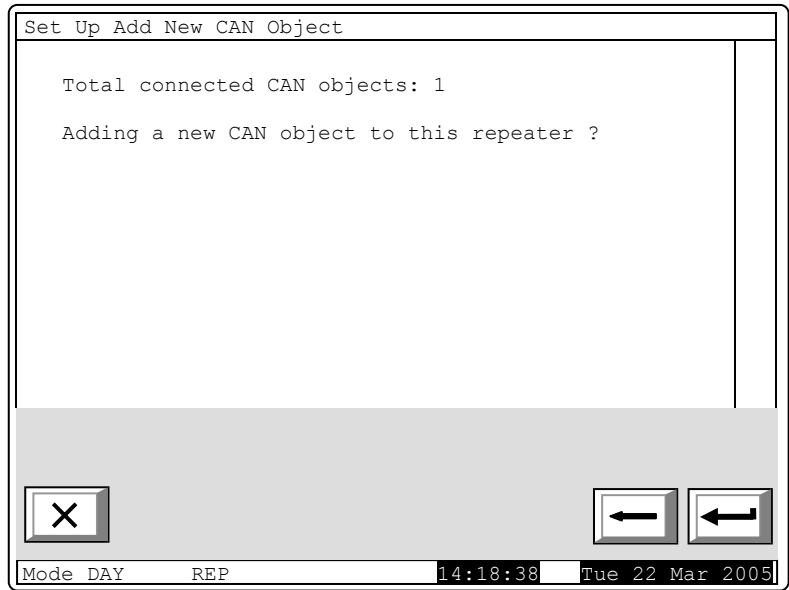 Set Up Add New CAN Object
Total connected CAN objects: 1
Adding a new CAN object to this repeater ?
Mode DAY REP 14:18:38 Tue 22 Mar 2005